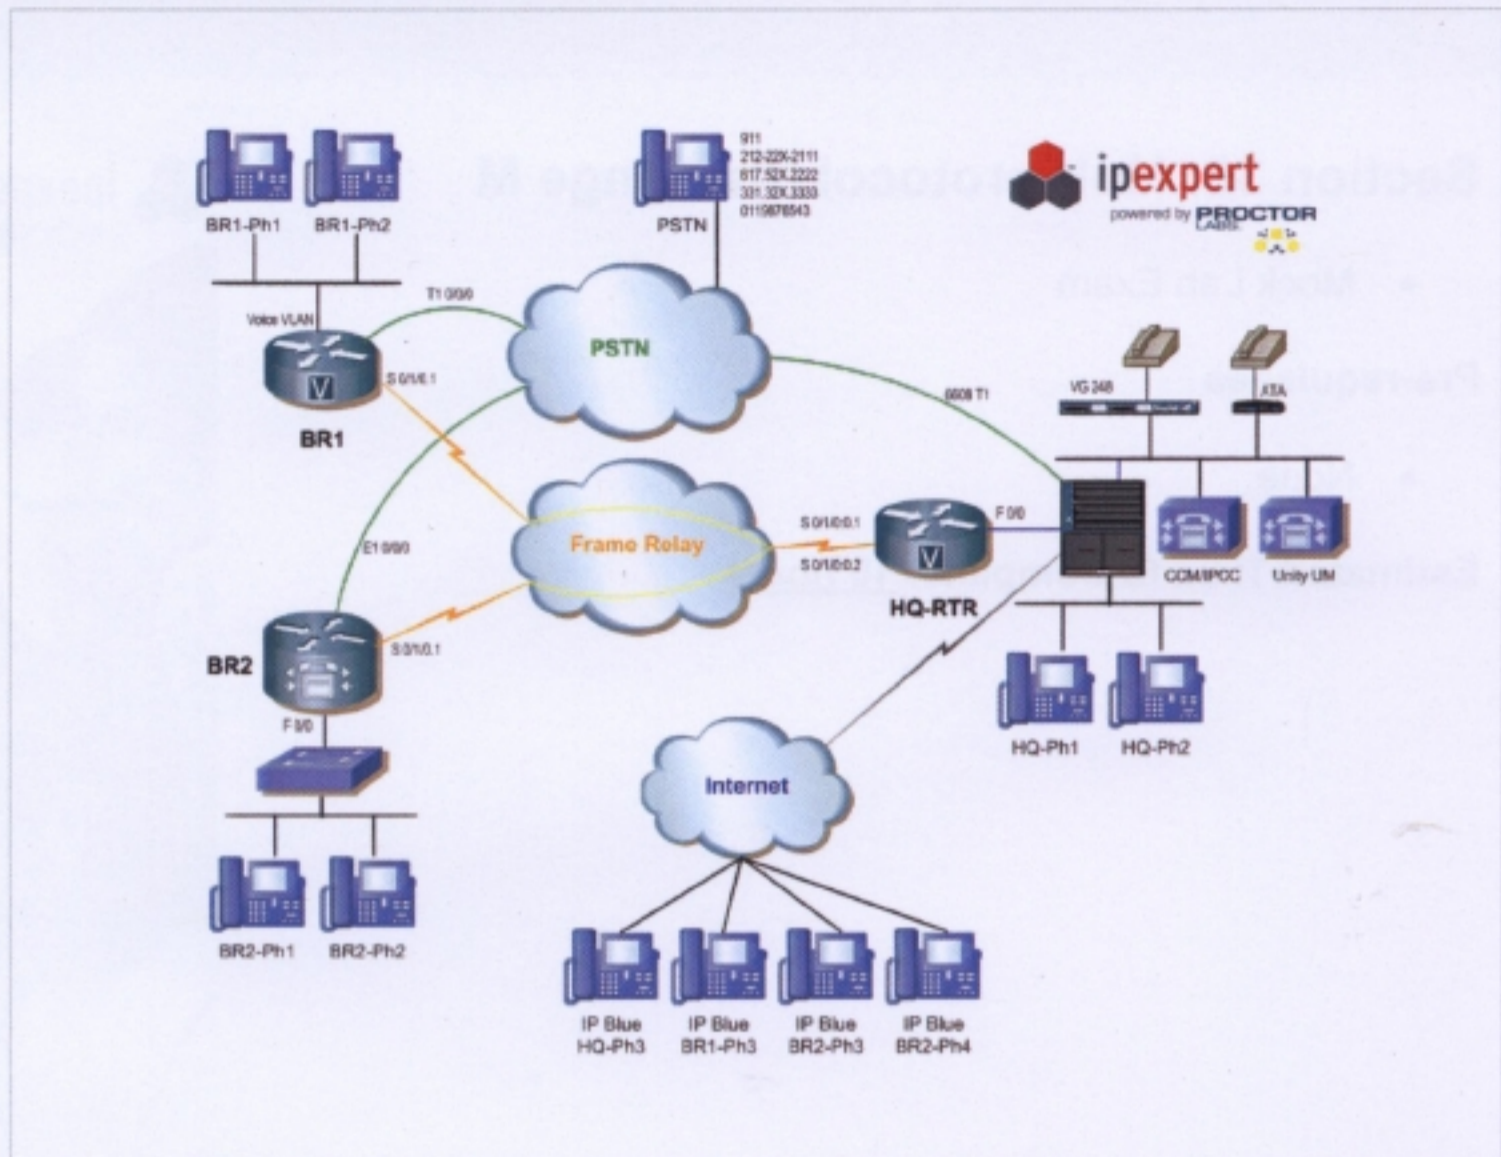 BR1-Ph1
BR1-Ph2
PSTN
911
212-22X-2111
617.52X.2222
331.32X.3333
0119876543
ipexpert
powered by PROCTOR
LABS.
Voice VLAN
T1 0/0/0
S 0/1/0.1
BR1
PSTN
6608 T1
VG 248
ATA
E1 0/0/0
Frame Relay
S 0/1/0:0.1
S 0/1/0:0.2
F 0/0
HQ-RTR
CCM/IPCC
Unity UM
BR2
S 0/1/0.1
F 0/0
HQ-Ph1
HQ-Ph2
Internet
BR2-Ph1
BR2-Ph2
IP Blue
HQ-Ph3
IP Blue
BR1-Ph3
IP Blue
BR2-Ph3
IP Blue
BR2-Ph4